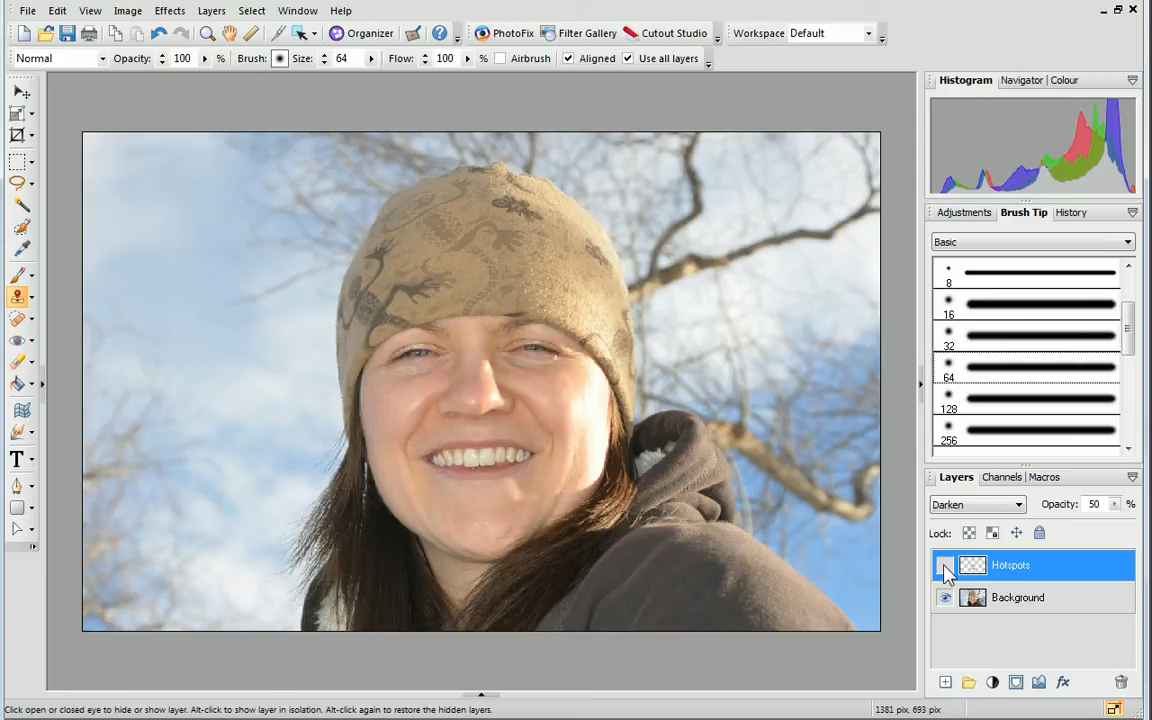 File Edit View Image Effects Layers Select Window Help
Organizer PhotoFix Filter Gallery Cutout Studio Workspace Default
Normal Opacity: 100 % Brush: Size: 64 Flow: 100 % Airbrush Aligned Use all layers
Histogram Navigator Colour
Adjustments Brush Tip History
Basic
8
16
32
64
128
256
Layers Channels Macros
Darken Opacity: 50 %
Lock:
Hotspots
Background
Click open or closed eye to hide or show layer. Alt-click to show layer in isolation. Alt-click again to restore the hidden layers. 1381 pix, 693 pix